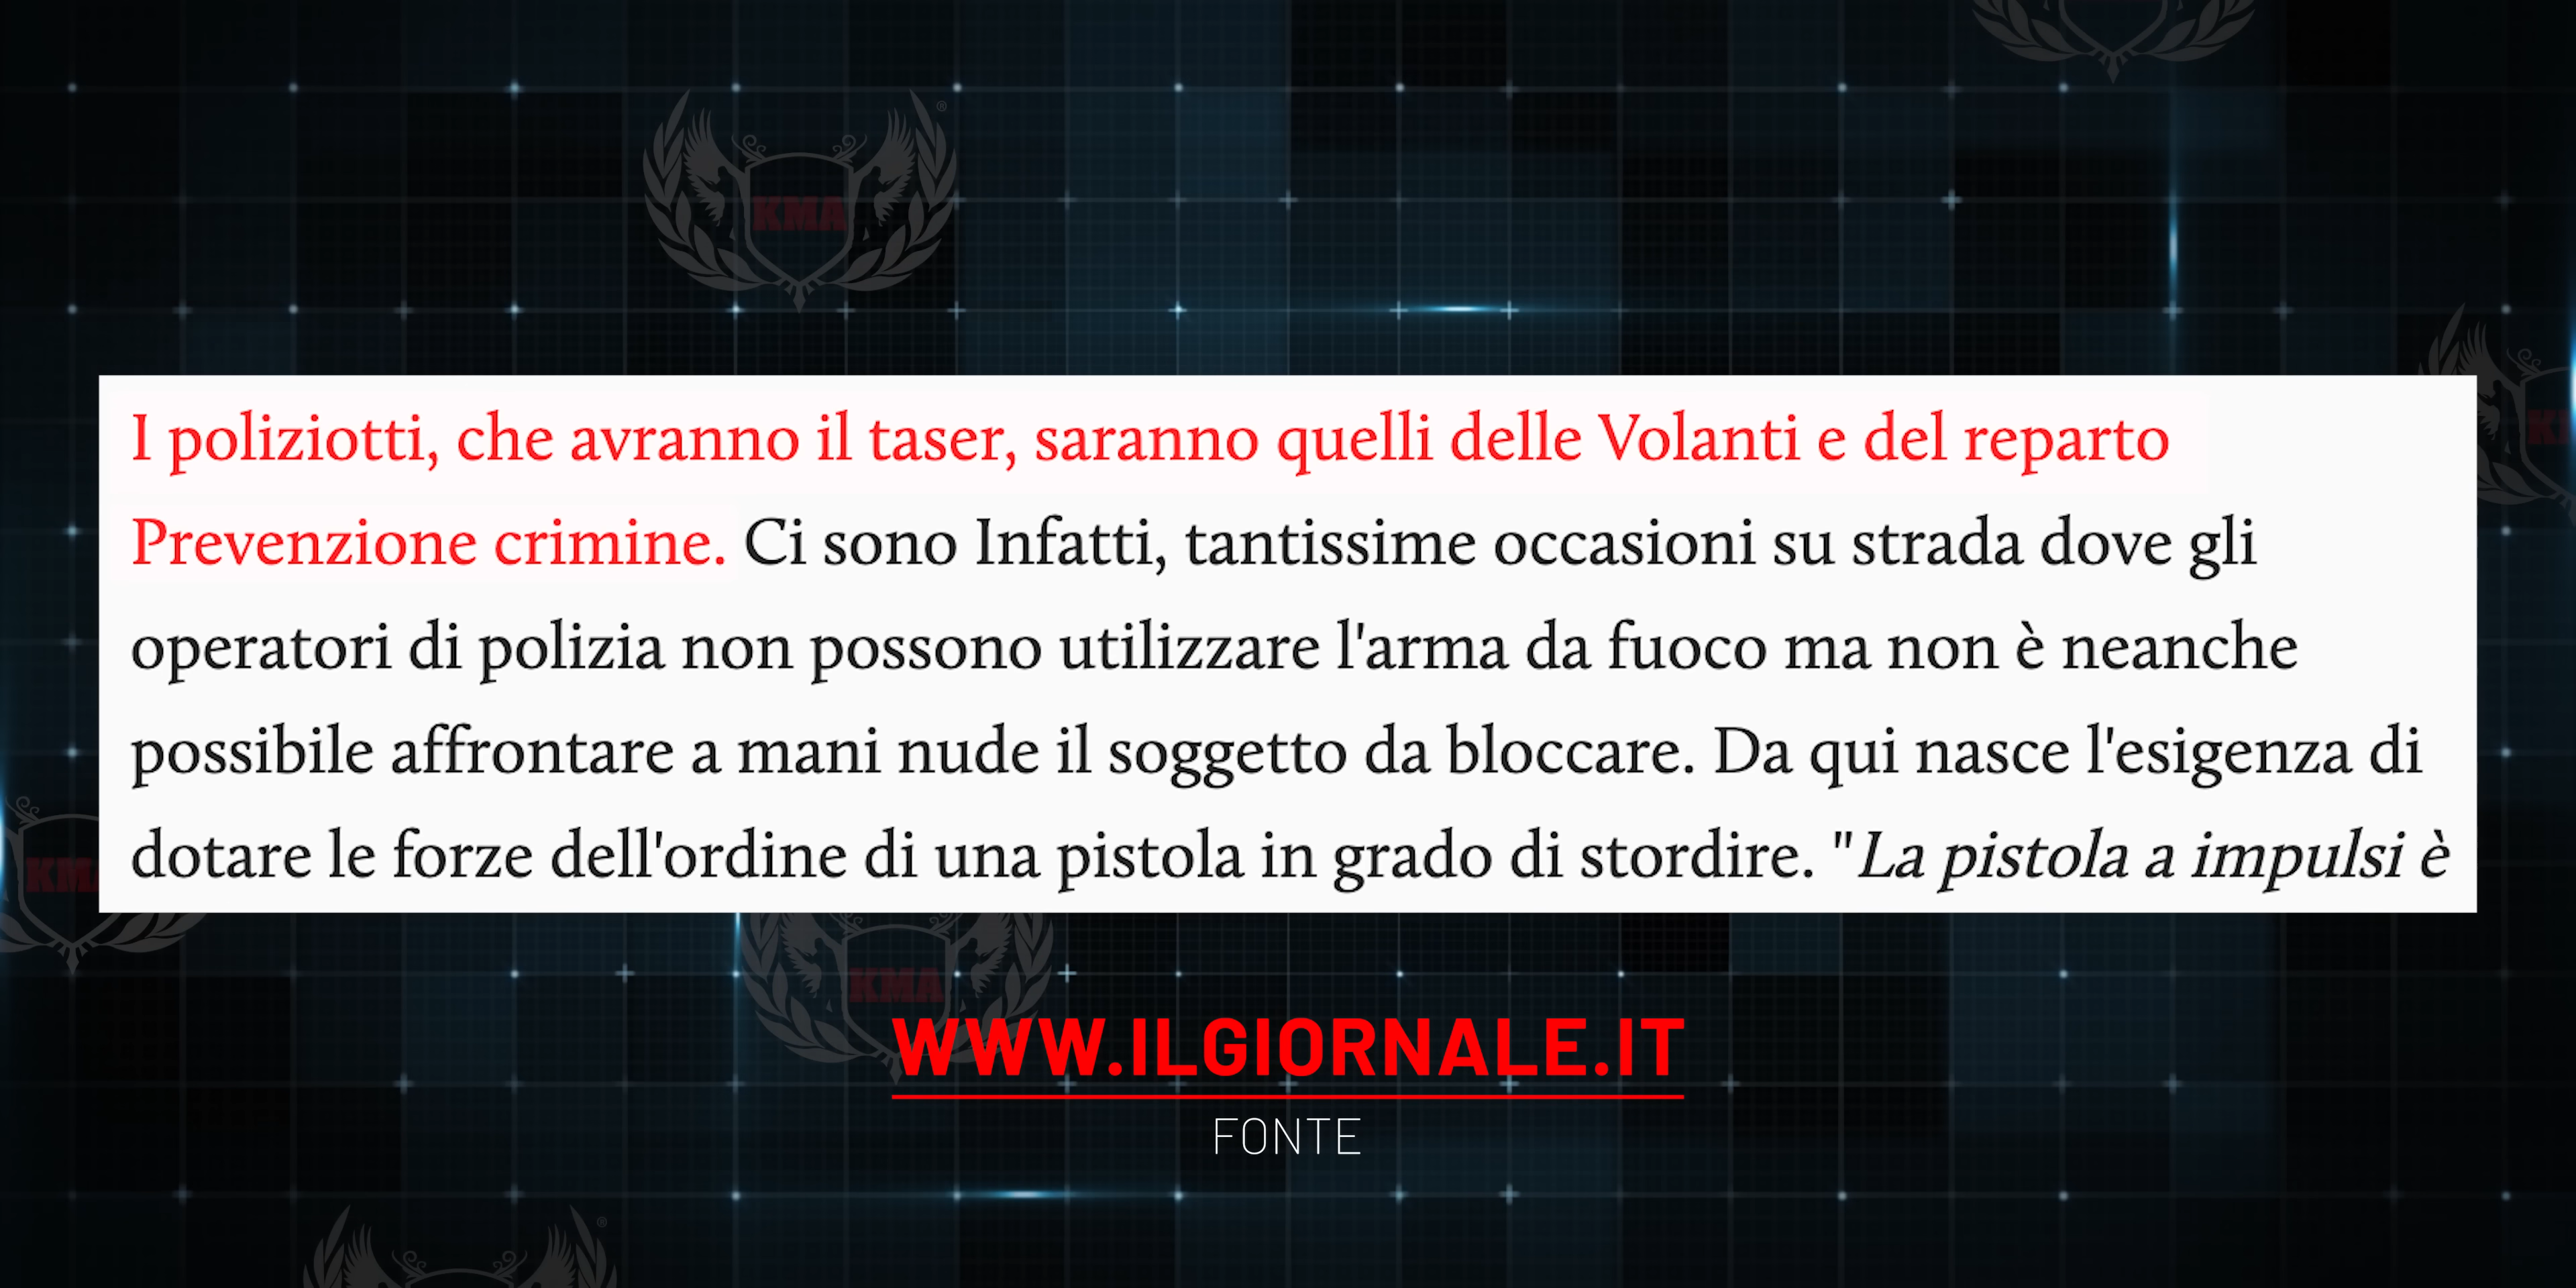 KMA
I poliziotti, che avranno il taser, saranno quelli delle Volanti e del reparto
Prevenzione crimine. Ci sono Infatti, tantissime occasioni su strada dove gli
operatori di polizia non possono utilizzare l'arma da fuoco ma non è neanche
possibile affrontare a mani nude il soggetto da bloccare. Da qui nasce l'esigenza di
dotare le forze dell'ordine di una pistola in grado di stordire. "La pistola a impulsi è
KMA
WWW.ILGIORNALE.IT
FONTE